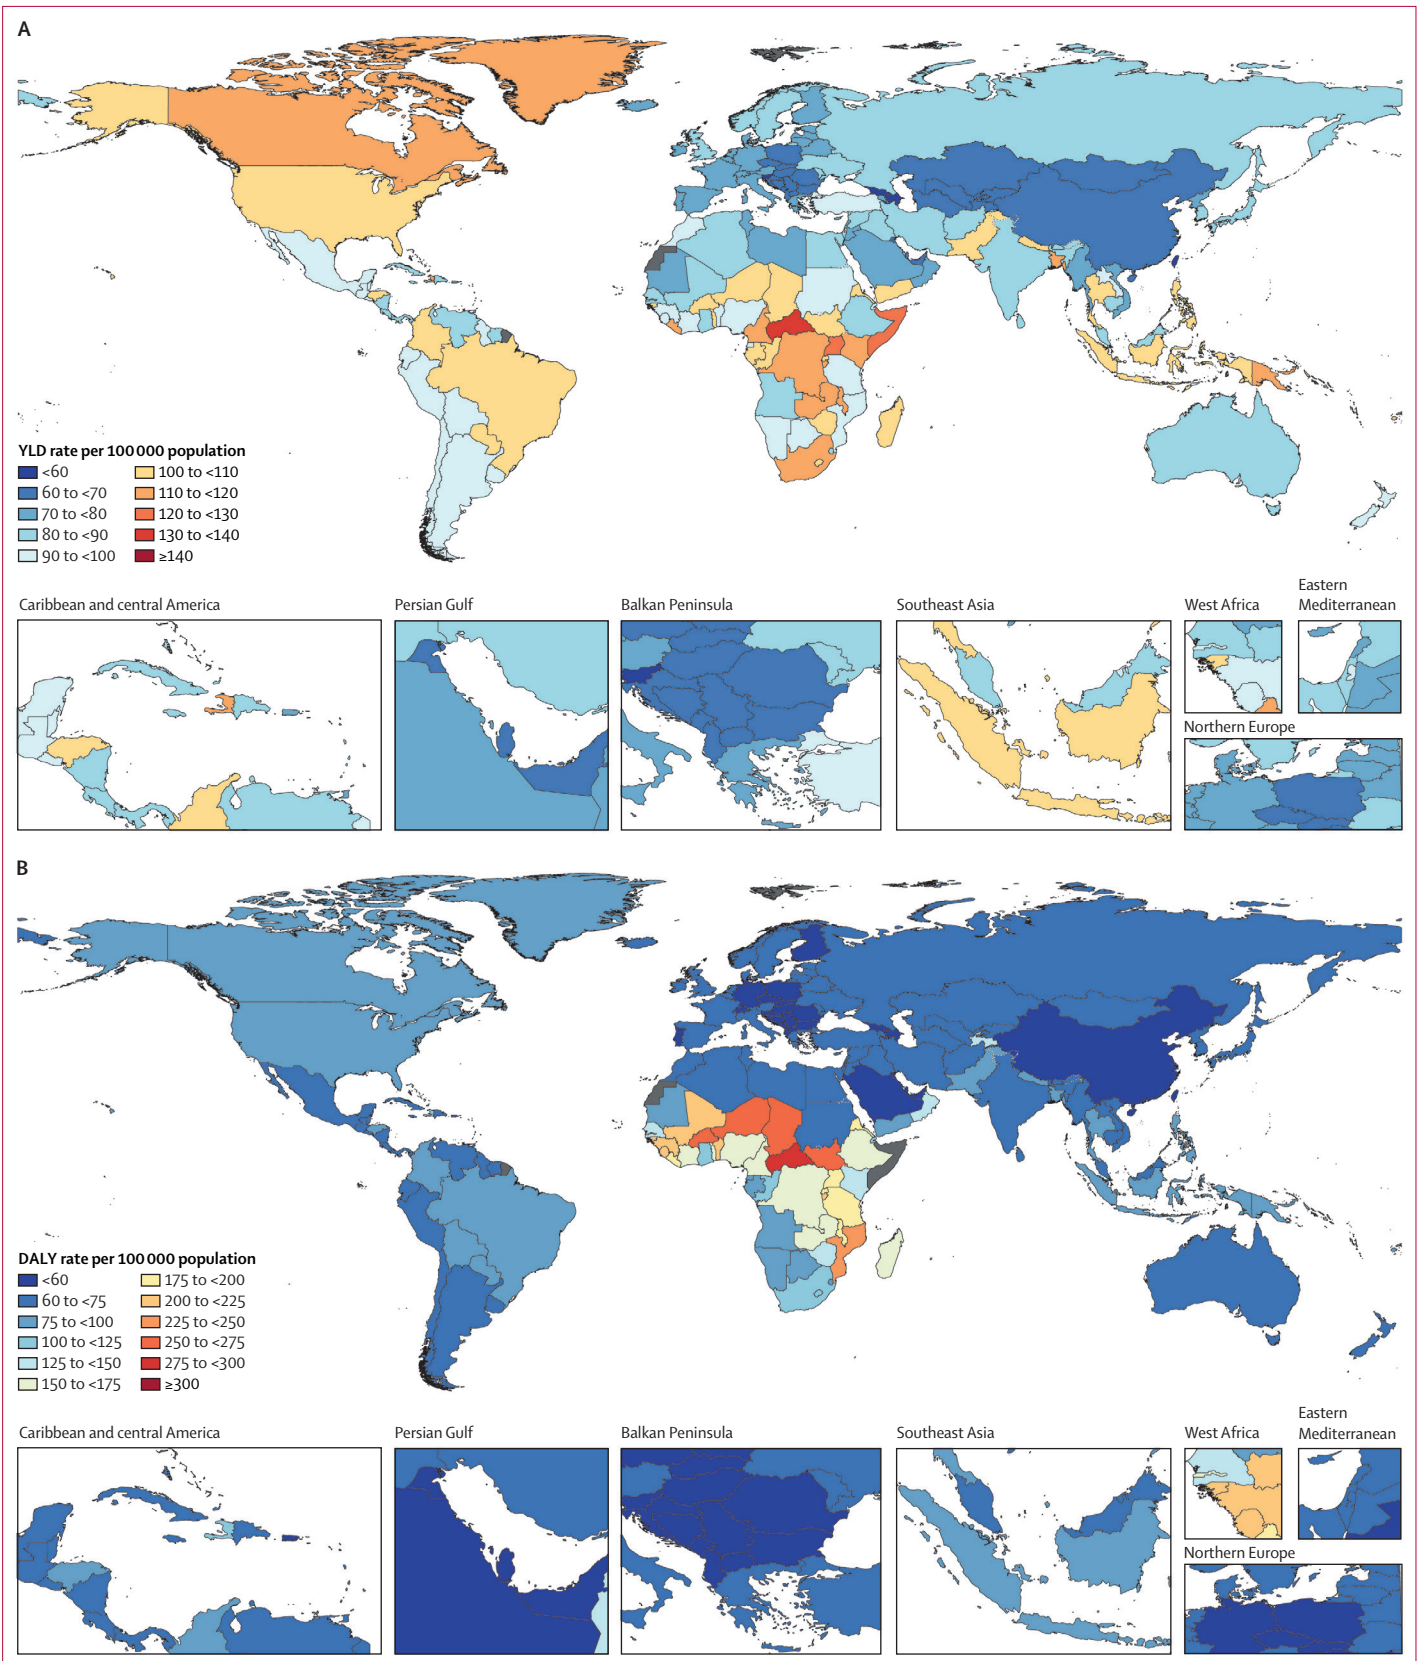 A
YLD rate per 100 000 population
<60
60 to <70
70 to <80
80 to <90
90 to <100
100 to <110
110 to <120
120 to <130
130 to <140
≥140
Caribbean and central America
Persian Gulf
Balkan Peninsula
Southeast Asia
West Africa
Eastern
Mediterranean
Northern Europe
B
DALY rate per 100 000 population
<60
60 to <75
75 to <100
100 to <125
125 to <150
150 to <175
175 to <200
200 to <225
225 to <250
250 to <275
275 to <300
≥300
Caribbean and central America
Persian Gulf
Balkan Peninsula
Southeast Asia
West Africa
Eastern
Mediterranean
Northern Europe